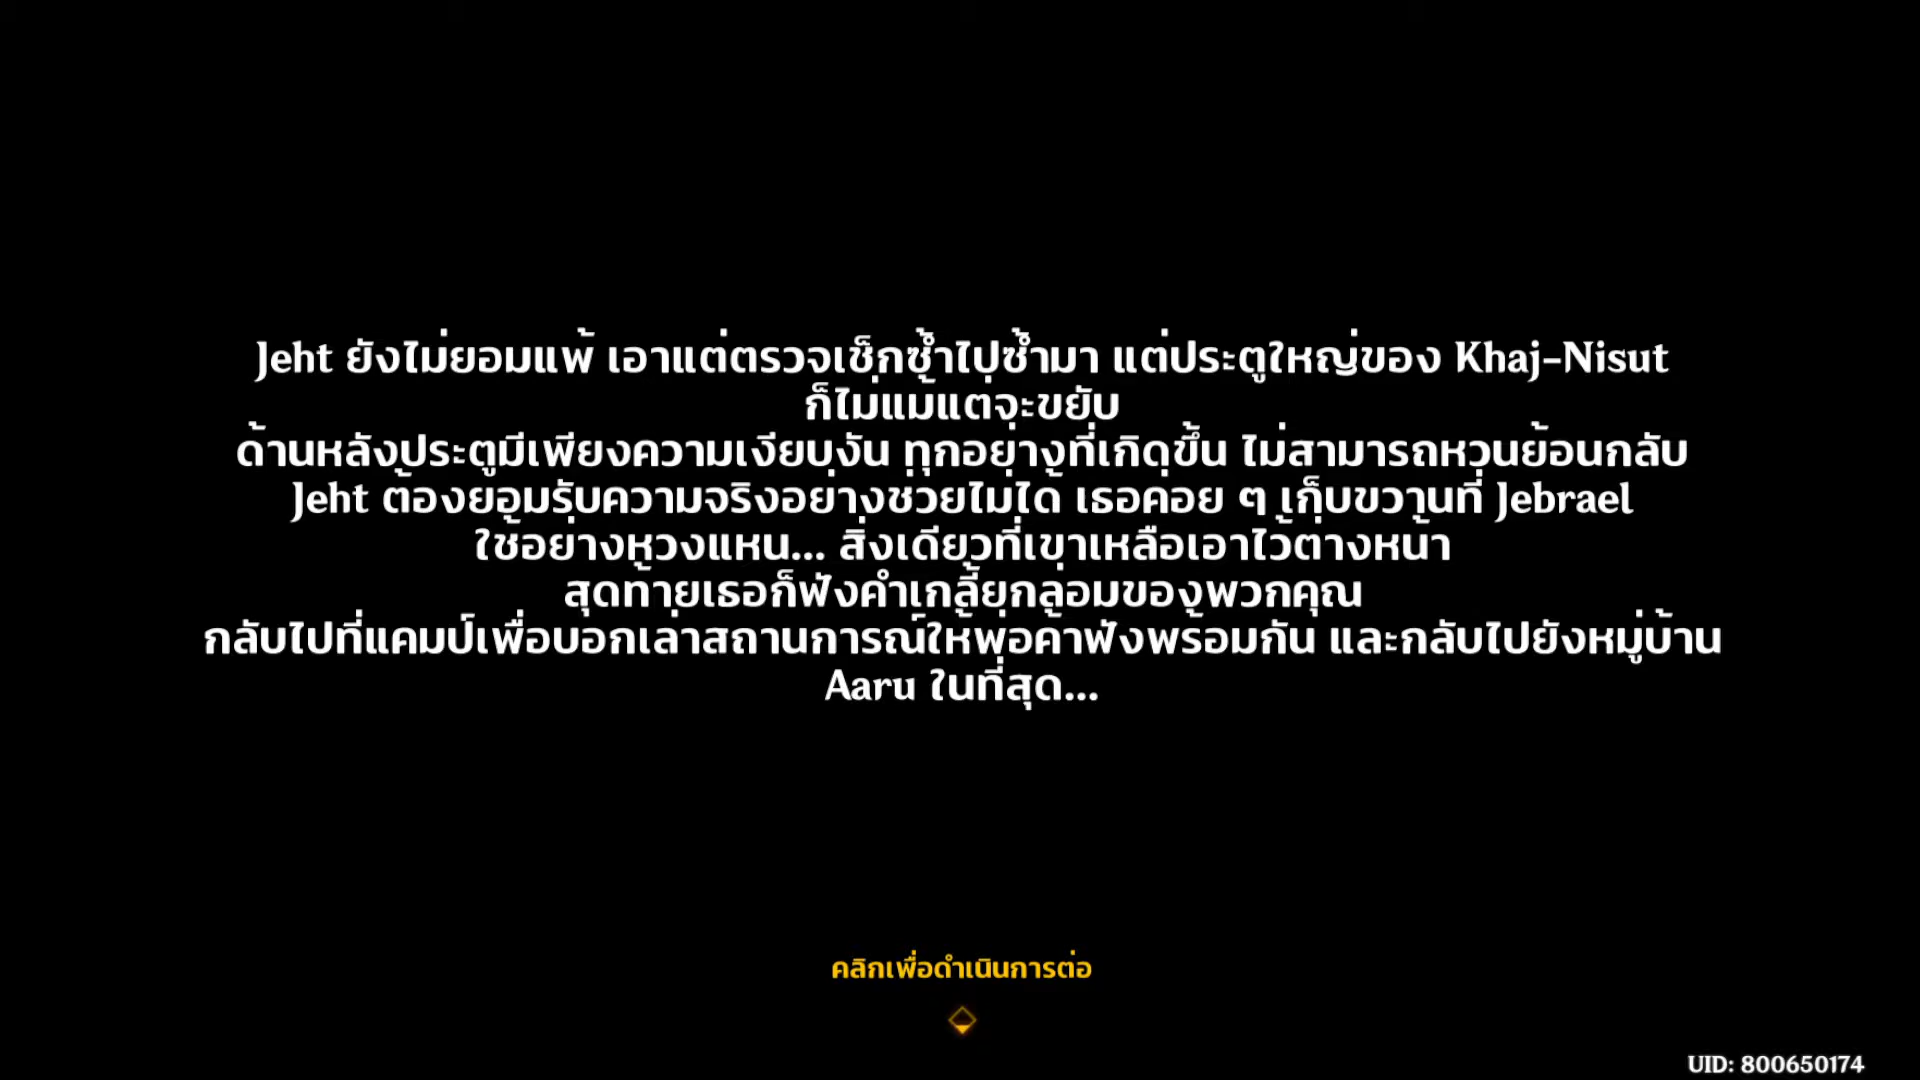 Jeht ยังไม่ยอมแพ้ เอาแต่ตรวจเช็กซ้ำไปซ้ำมา แต่ประตูใหญ่ของ Khaj-Nisut
ก็ไม่แม้แต่จะขยับ
ด้านหลังประตูมีเพียงความเงียบงัน ทุกอย่างที่เกิดขึ้น ไม่สามารถหวนย้อนกลับ
Jeht ต้องยอมรับความจริงอย่างช่วยไม่ได้ เธอค่อย ๆ เก็บขวานที่ Jebrael
ใช้อย่างหวงแหน... สิ่งเดียวที่เขาเหลือเอาไว้ต่างหน้า
สุดท้ายเธอก็ฟังคำเกลี้ยกล่อมของพวกคุณ
กลับไปที่แคมป์เพื่อบอกเล่าสถานการณ์ให้พ่อค้าฟังพร้อมกัน และกลับไปยังหมู่บ้าน
Aaru ในที่สุด...
คลิกเพื่อดำเนินการต่อ
UID: 800650174